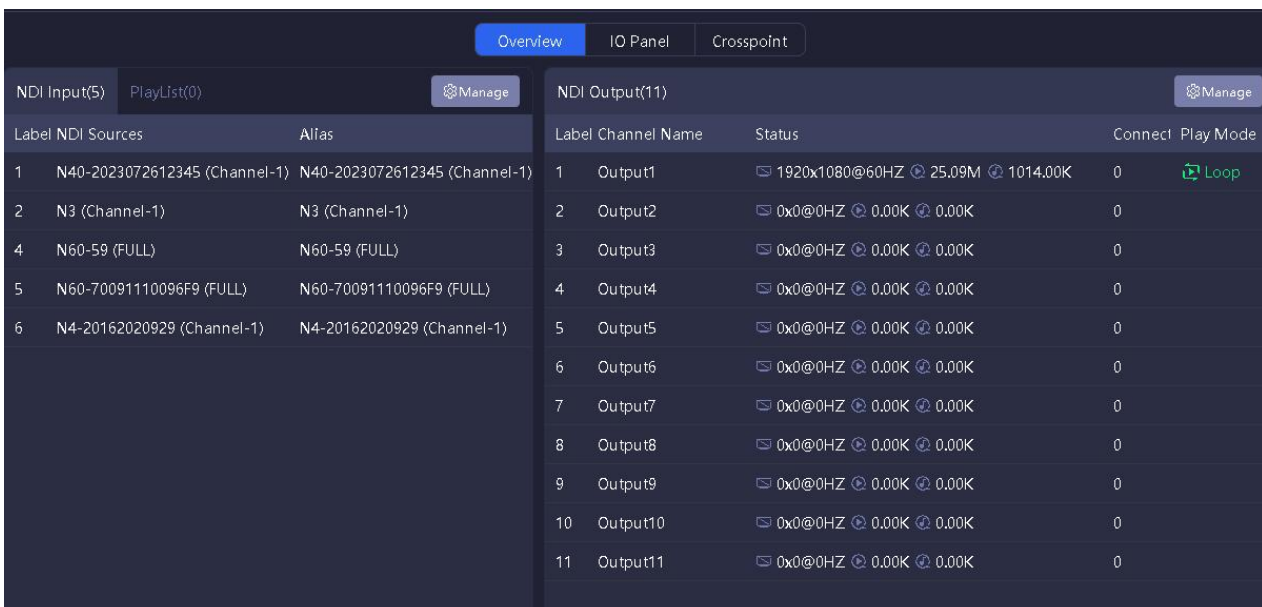 Overview IO Panel Crosspoint
NDI Input(5) PlayList(0) Manage
Label NDI Sources Alias
1 N40-2023072612345 (Channel-1) N40-2023072612345 (Channel-1)
2 N3 (Channel-1) N3 (Channel-1)
4 N60-59 (FULL) N60-59 (FULL)
5 N60-70091110096F9 (FULL) N60-70091110096F9 (FULL)
6 N4-20162020929 (Channel-1) N4-20162020929 (Channel-1)
NDI Output(11) Manage
Label Channel Name Status Connect Play Mode
1 Output1 1920x1080@60HZ 25.09M 1014.00K 0 Loop
2 Output2 0x0@0HZ 0.00K 0.00K 0
3 Output3 0x0@0HZ 0.00K 0.00K 0
4 Output4 0x0@0HZ 0.00K 0.00K 0
5 Output5 0x0@0HZ 0.00K 0.00K 0
6 Output6 0x0@0HZ 0.00K 0.00K 0
7 Output7 0x0@0HZ 0.00K 0.00K 0
8 Output8 0x0@0HZ 0.00K 0.00K 0
9 Output9 0x0@0HZ 0.00K 0.00K 0
10 Output10 0x0@0HZ 0.00K 0.00K 0
11 Output11 0x0@0HZ 0.00K 0.00K 0